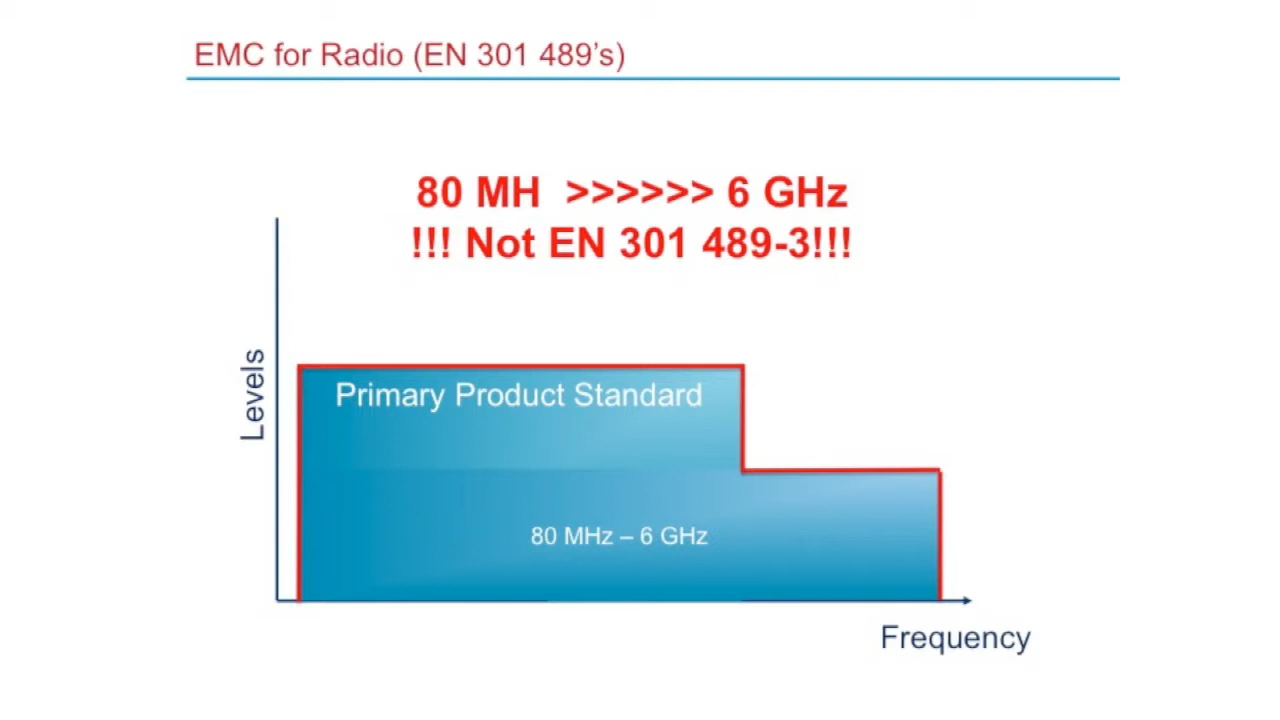 EMC for Radio (EN 301 489’s)
80 MH >>>>>> 6 GHz
!!! Not EN 301 489-3!!!
Levels
Primary Product Standard
80 MHz – 6 GHz
Frequency